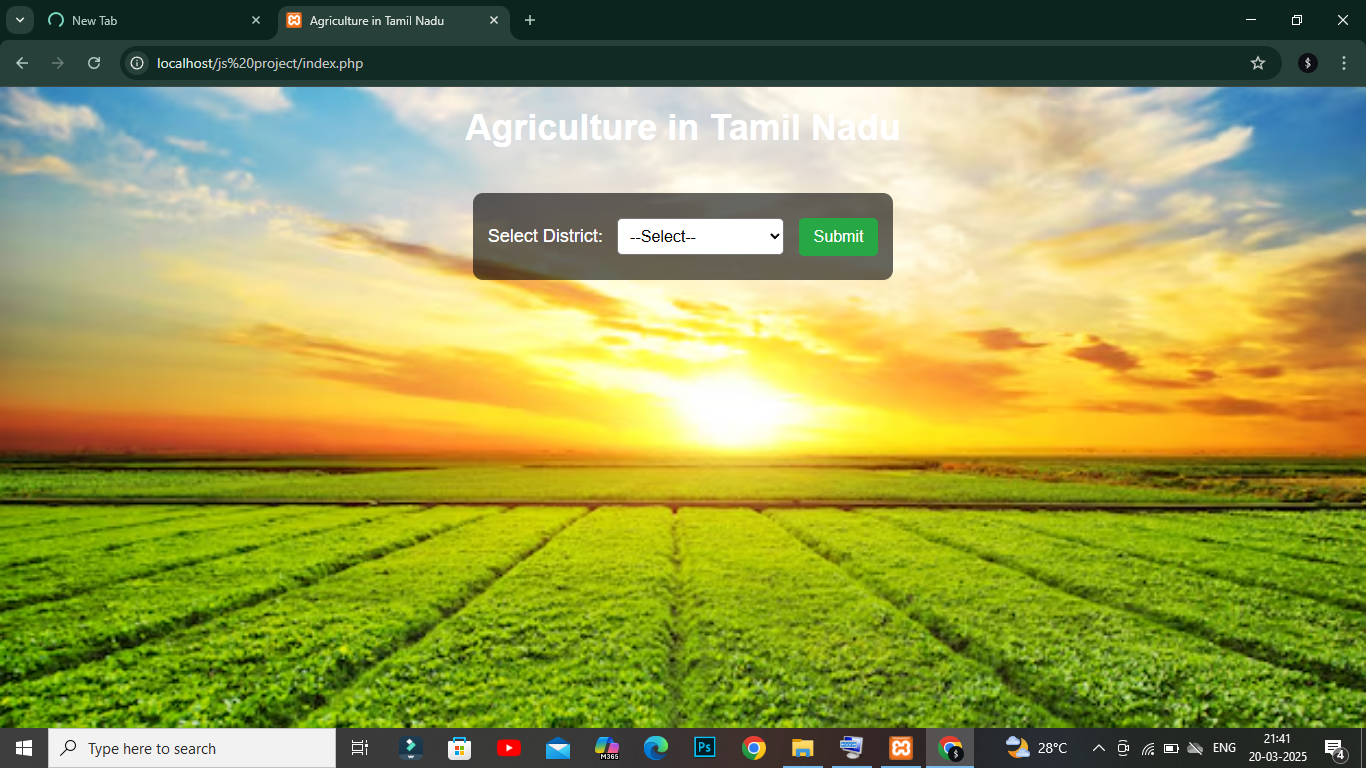 New Tab
Agriculture in Tamil Nadu
localhost/js%20project/index.php
$
Agriculture in Tamil Nadu
Select District: --Select-- Submit
Type here to search
M365
Ps
$
28°C
ENG
21:41
20-03-2025
4